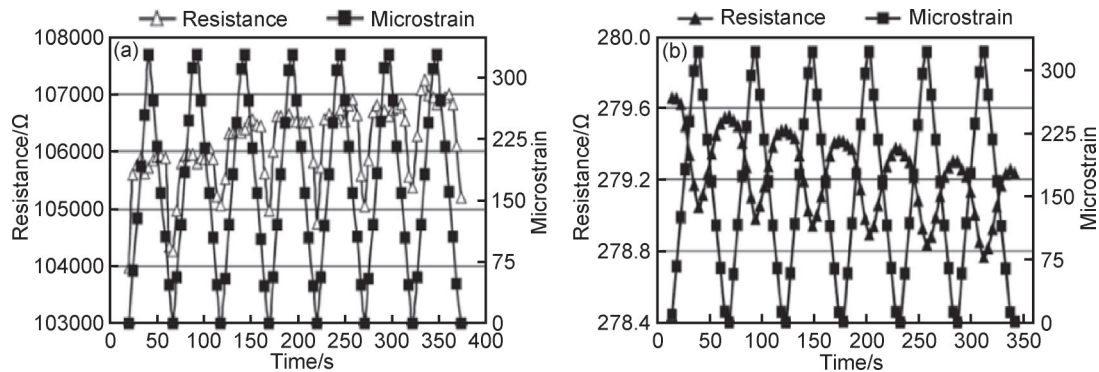 Resistance Microstrain
(a)
108000
107000
106000
105000
104000
103000
Resistance/Ω
300
225
150
75
0
Microstrain
0 50 100 150 200 250 300 350 400
Time/s
Resistance Microstrain
(b)
280.0
279.6
279.2
278.8
278.4
Resistance/Ω
300
225
150
75
0
Microstrain
0 50 100 150 200 250 300 350
Time/s